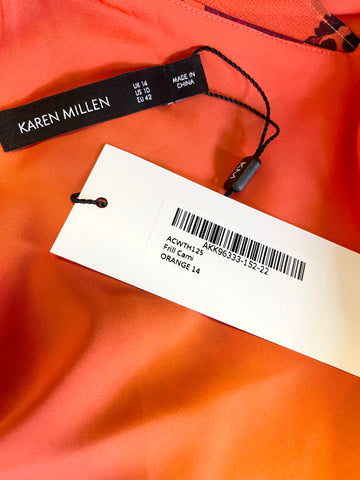 KAREN MILLEN
UK 14
US 10
EU 42
MADE IN
CHINA
KM
AKK96333-152-22
ACWTH125
Frill Cami
ORANGE 14